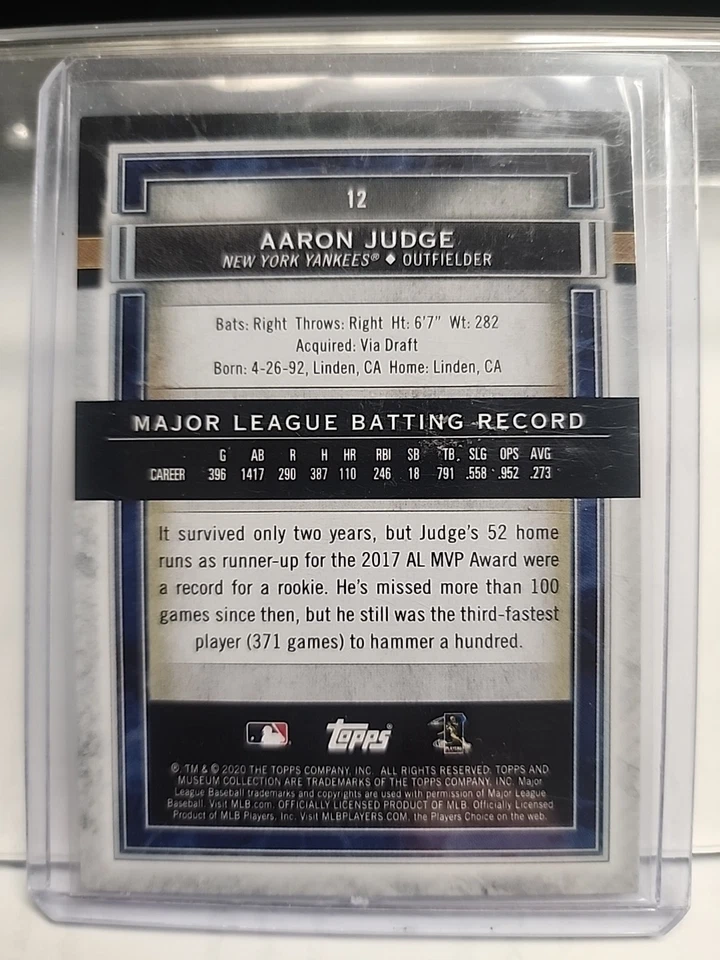 12
AARON JUDGE
NEW YORK YANKEES® ◆ OUTFIELDER
Bats: Right Throws: Right Ht: 6'7" Wt: 282
Acquired: Via Draft
Born: 4-26-92, Linden, CA Home: Linden, CA
MAJOR LEAGUE BATTING RECORD
G AB R H HR RBI SB TB SLG OPS AVG
CAREER 396 1417 290 387 110 246 18 791 .558 .952 .273
It survived only two years, but Judge's 52 home
runs as runner-up for the 2017 AL MVP Award were
a record for a rookie. He's missed more than 100
games since then, but he still was the third-fastest
player (371 games) to hammer a hundred.
topps®
PLAYERS
®, TM & © 2020 THE TOPPS COMPANY, INC. ALL RIGHTS RESERVED. TOPPS AND
MUSEUM COLLECTION ARE TRADEMARKS OF THE TOPPS COMPANY, INC. Major
League Baseball trademarks and copyrights are used with permission of Major League
Baseball. Visit MLB.com. OFFICIALLY LICENSED PRODUCT OF MLB. Officially Licensed
Product of MLB Players, Inc. Visit MLBPLAYERS.COM, the Players Choice on the web.